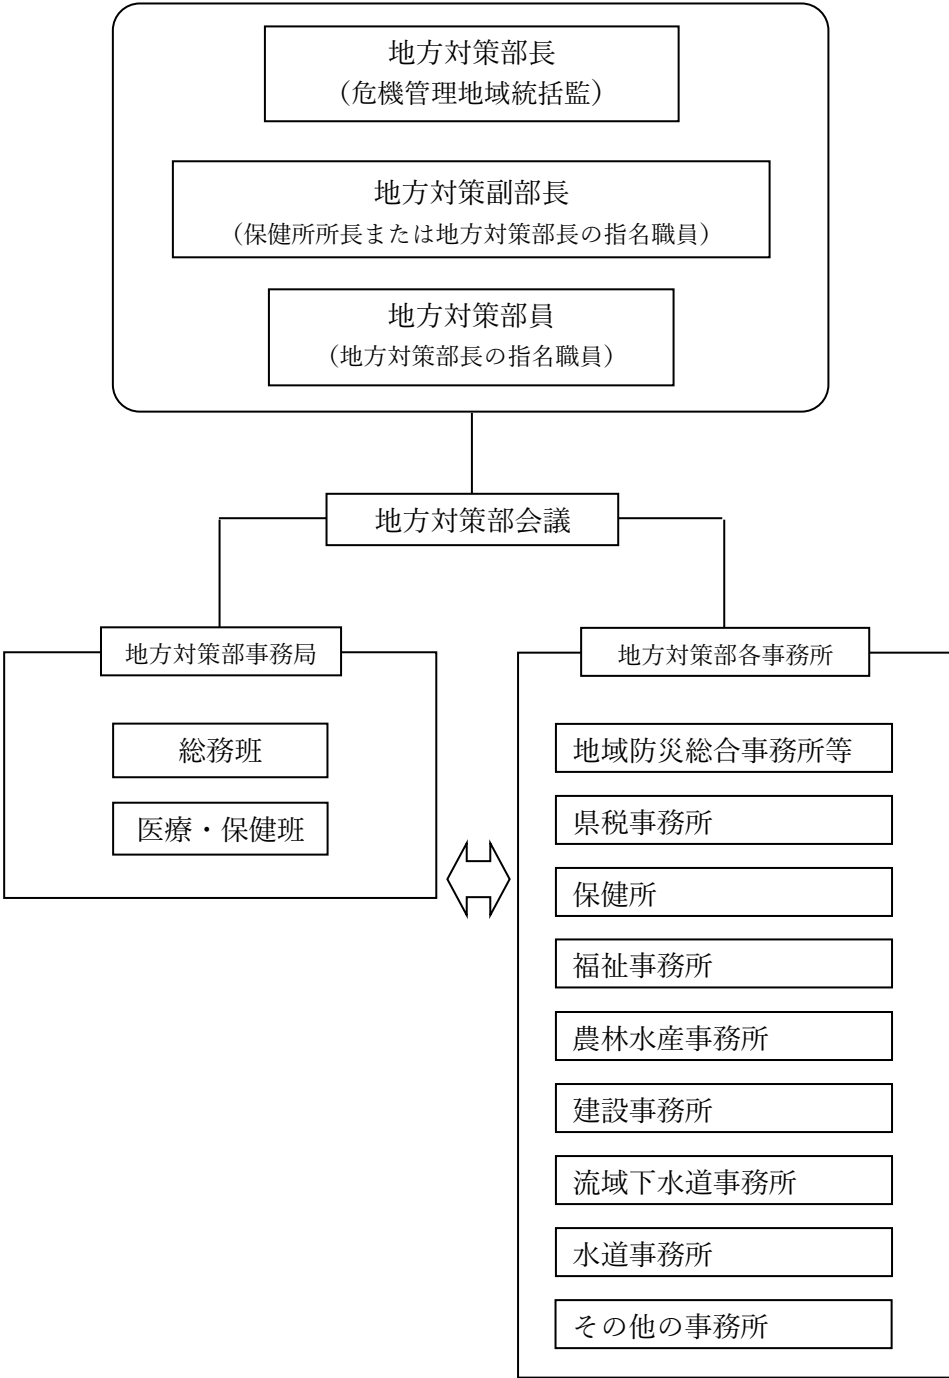 地方対策部長
（危機管理地域統括監）
地方対策副部長
（保健所所長または地方対策部長の指名職員）
地方対策部員
（地方対策部長の指名職員）
地方対策部会議
地方対策部事務局
総務班
医療・保健班
地方対策部各事務所
地域防災総合事務所等
県税事務所
保健所
福祉事務所
農林水産事務所
建設事務所
流域下水道事務所
水道事務所
その他の事務所